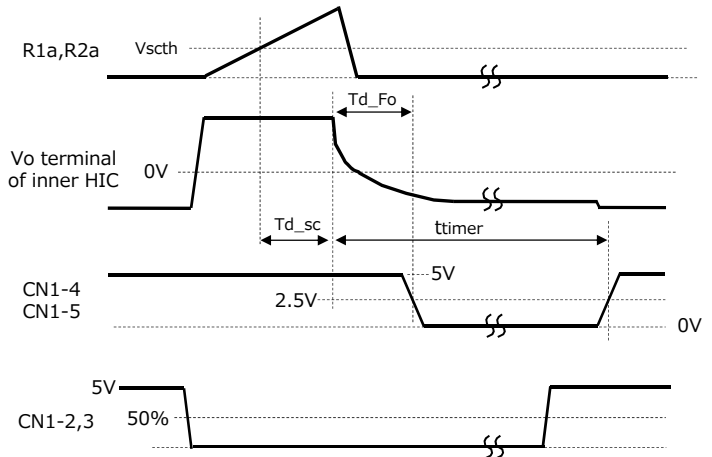 R1a,R2a
Vscth
Td_Fo
Vo terminal
of inner HIC
0V
Td_sc
ttimer
CN1-4
CN1-5
5V
2.5V
0V
5V
CN1-2,3
50%